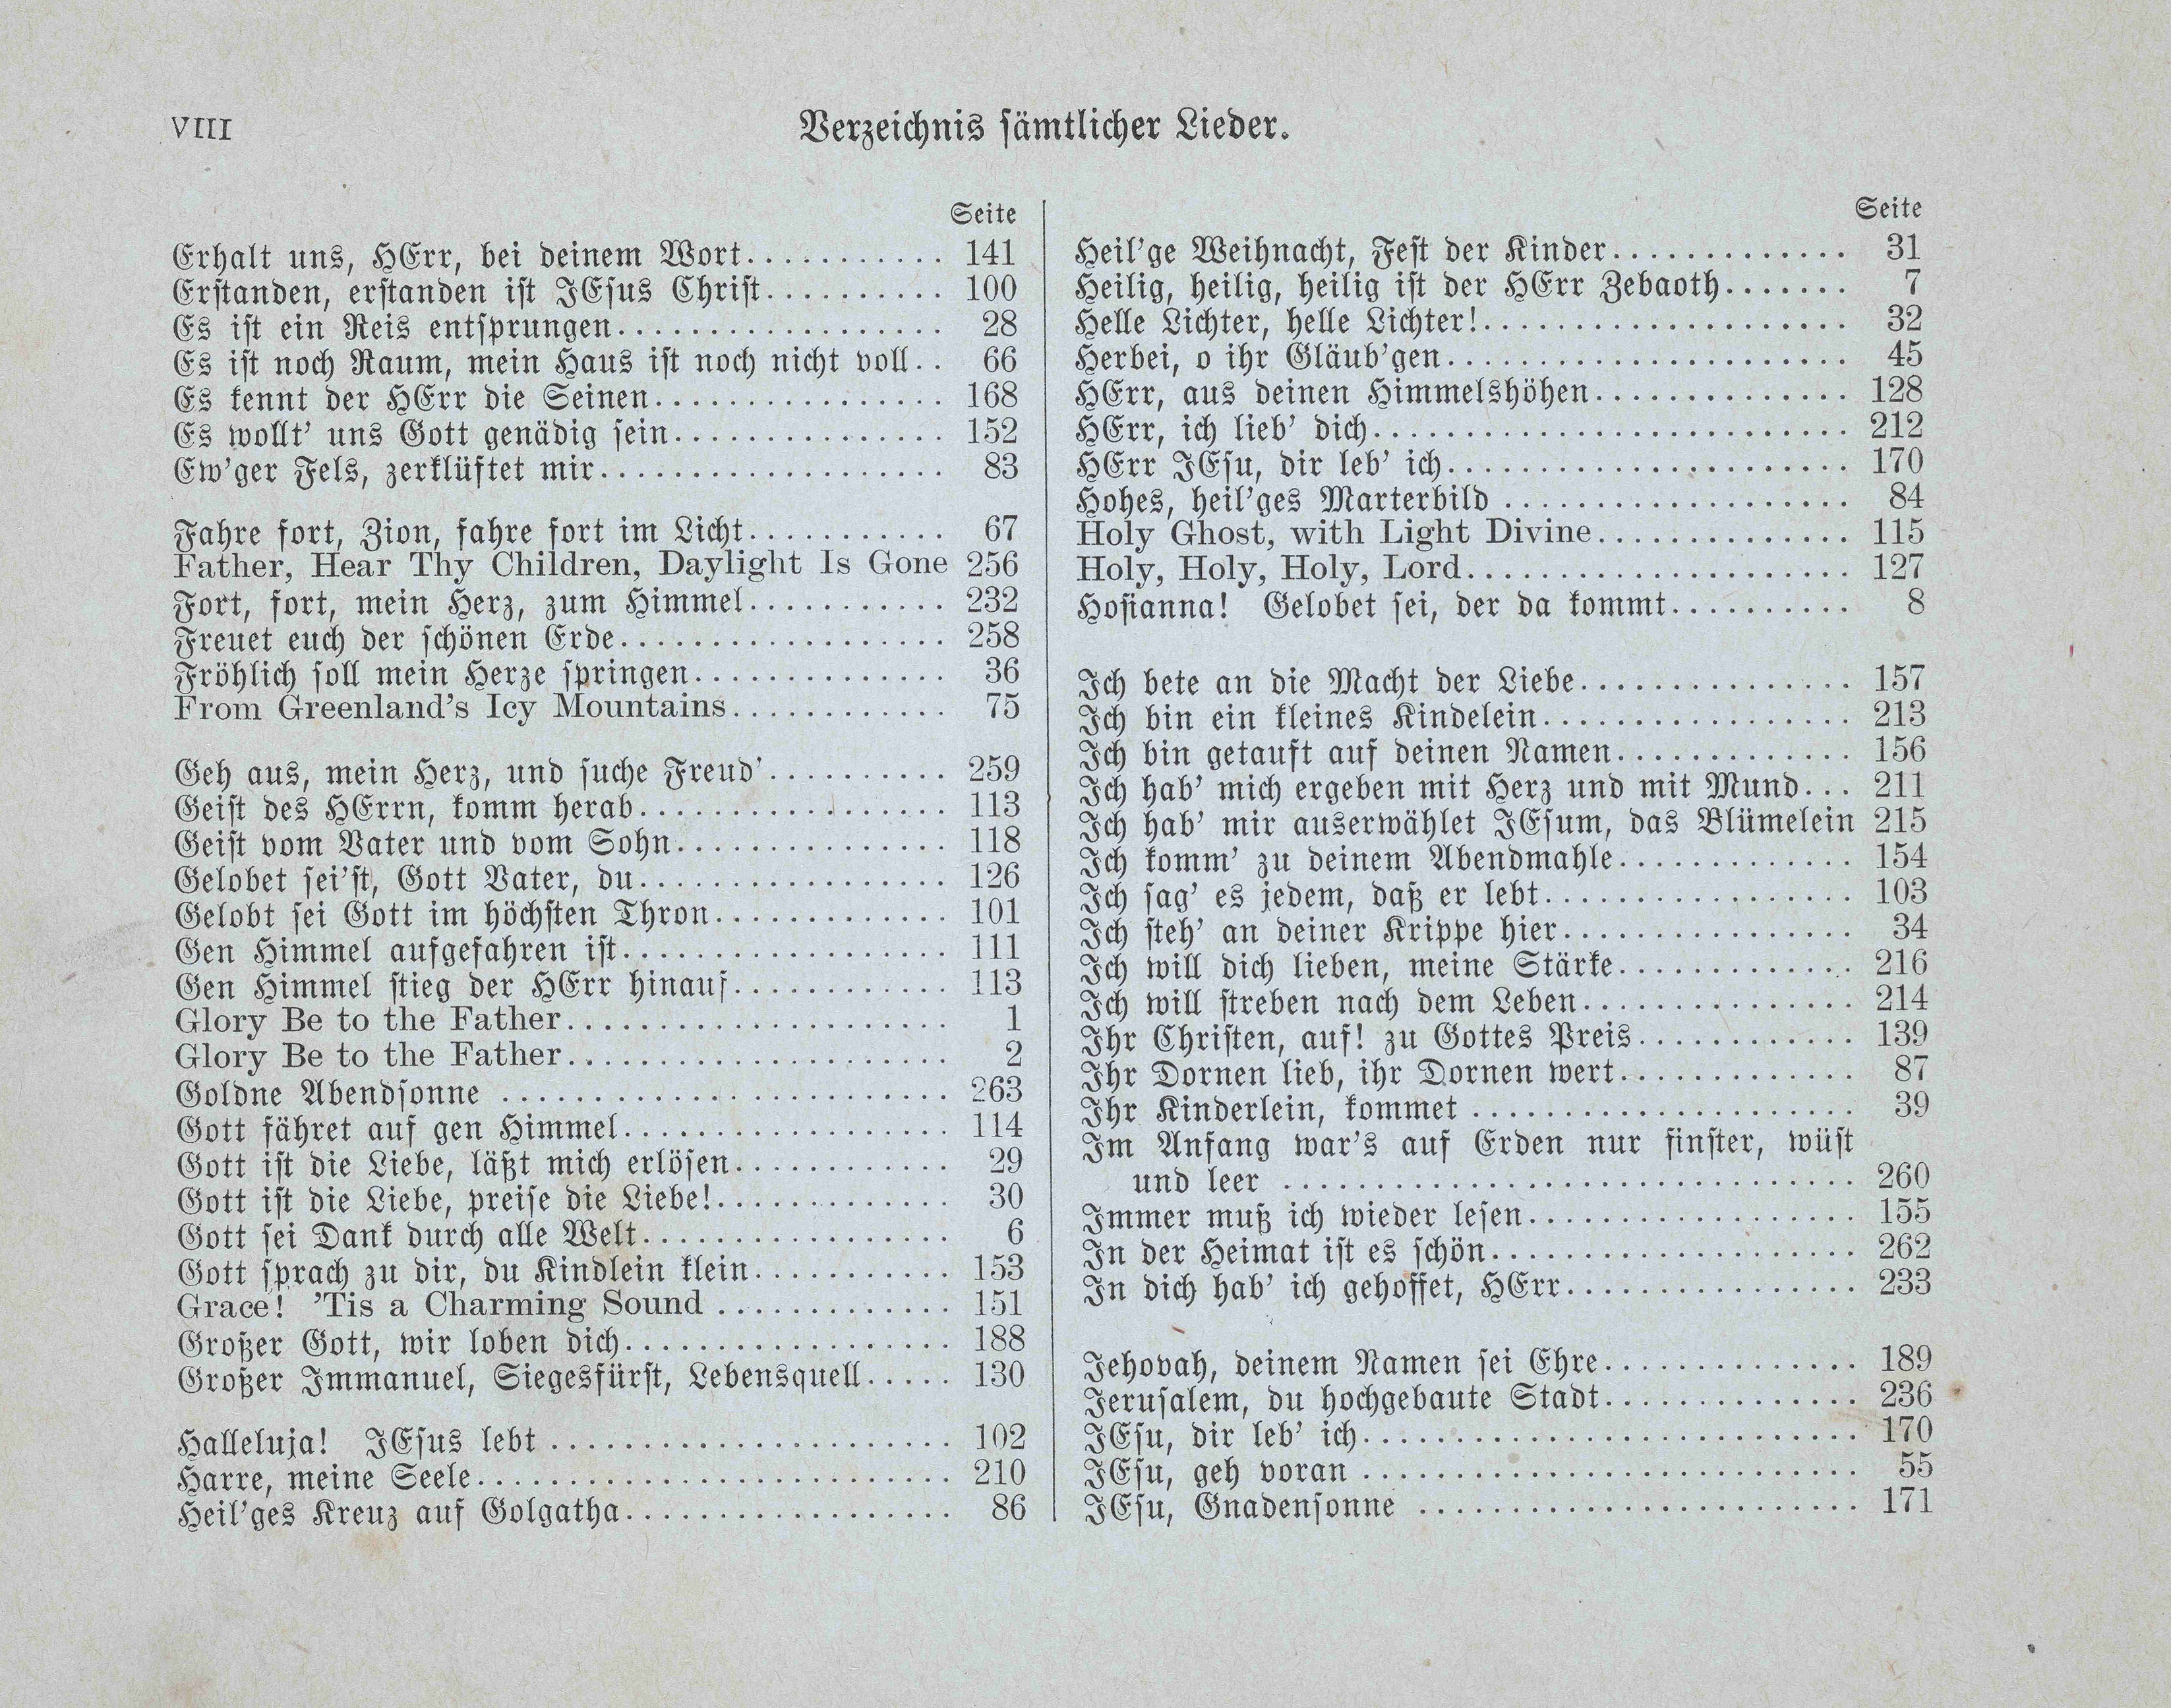 VIII
Verzeichnis sämtlicher Lieder.
Seite
Erhalt uns, HErr, bei deinem Wort........... 141
Erstanden, erstanden ist JEsus Christ.......... 100
Es ist ein Reis entsprungen.................. 28
Es ist noch Raum, mein Haus ist noch nicht voll.. 66
Es kennt der HErr die Seinen................ 168
Es wollt' uns Gott genädig sein............... 152
Ew'ger Fels, zerklüftet mir................... 83
Fahre fort, Zion, fahre fort im Licht........... 67
Father, Hear Thy Children, Daylight Is Gone 256
Fort, fort, mein Herz, zum Himmel........... 232
Freuet euch der schönen Erde.................. 258
Fröhlich soll mein Herze springen.............. 36
From Greenland's Icy Mountains............ 75
Geh aus, mein Herz, und suche Freud'.......... 259
Geist des HErrn, komm herab................. 113
Geist vom Vater und vom Sohn............... 118
Gelobet sei'st, Gott Vater, du................. 126
Gelobt sei Gott im höchsten Thron............. 101
Gen Himmel aufgefahren ist.................. 111
Gen Himmel stieg der HErr hinauf............ 113
Glory Be to the Father..................... 1
Glory Be to the Father..................... 2
Goldne Abendsonne ......................... 263
Gott fähret auf gen Himmel.................. 114
Gott ist die Liebe, läßt mich erlösen............ 29
Gott ist die Liebe, preise die Liebe!............. 30
Gott sei Dank durch alle Welt................. 6
Gott sprach zu dir, du Kindlein klein........... 153
Grace! 'Tis a Charming Sound ............. 151
Großer Gott, wir loben dich.................. 188
Großer Immanuel, Siegesfürst, Lebensquell..... 130
Halleluja! JEsus lebt ...................... 102
Harre, meine Seele.......................... 210
Heil'ges Kreuz auf Golgatha.................. 86
Seite
Heil'ge Weihnacht, Fest der Kinder............. 31
Heilig, heilig, heilig ist der HErr Zebaoth....... 7
Helle Lichter, helle Lichter!.................... 32
Herbei, o ihr Gläub'gen...................... 45
HErr, aus deinen Himmelshöhen.............. 128
HErr, ich lieb' dich.......................... 212
HErr JEsu, dir leb' ich...................... 170
Hohes, heil'ges Marterbild ................... 84
Holy Ghost, with Light Divine.............. 115
Holy, Holy, Holy, Lord..................... 127
Hosianna! Gelobet sei, der da kommt.......... 8
Ich bete an die Macht der Liebe............... 157
Ich bin ein kleines Kindelein................. 213
Ich bin getauft auf deinen Namen............. 156
Ich hab' mich ergeben mit Herz und mit Mund... 211
Ich hab' mir auserwählet JEsum, das Blümelein 215
Ich komm' zu deinem Abendmahle............. 154
Ich sag' es jedem, daß er lebt................. 103
Ich steh' an deiner Krippe hier................ 34
Ich will dich lieben, meine Stärke............. 216
Ich will streben nach dem Leben............... 214
Ihr Christen, auf! zu Gottes Preis............ 139
Ihr Dornen lieb, ihr Dornen wert............. 87
Ihr Kinderlein, kommet ..................... 39
Im Anfang war's auf Erden nur finster, wüst
und leer ............................... 260
Immer muß ich wieder lesen.................. 155
In der Heimat ist es schön.................... 262
In dich hab' ich gehoffet, HErr................ 233
Jehovah, deinem Namen sei Ehre.............. 189
Jerusalem, du hochgebaute Stadt.............. 236
JEsu, dir leb' ich........................... 170
JEsu, geh voran ........................... 55
JEsu, Gnadensonne ........................ 171